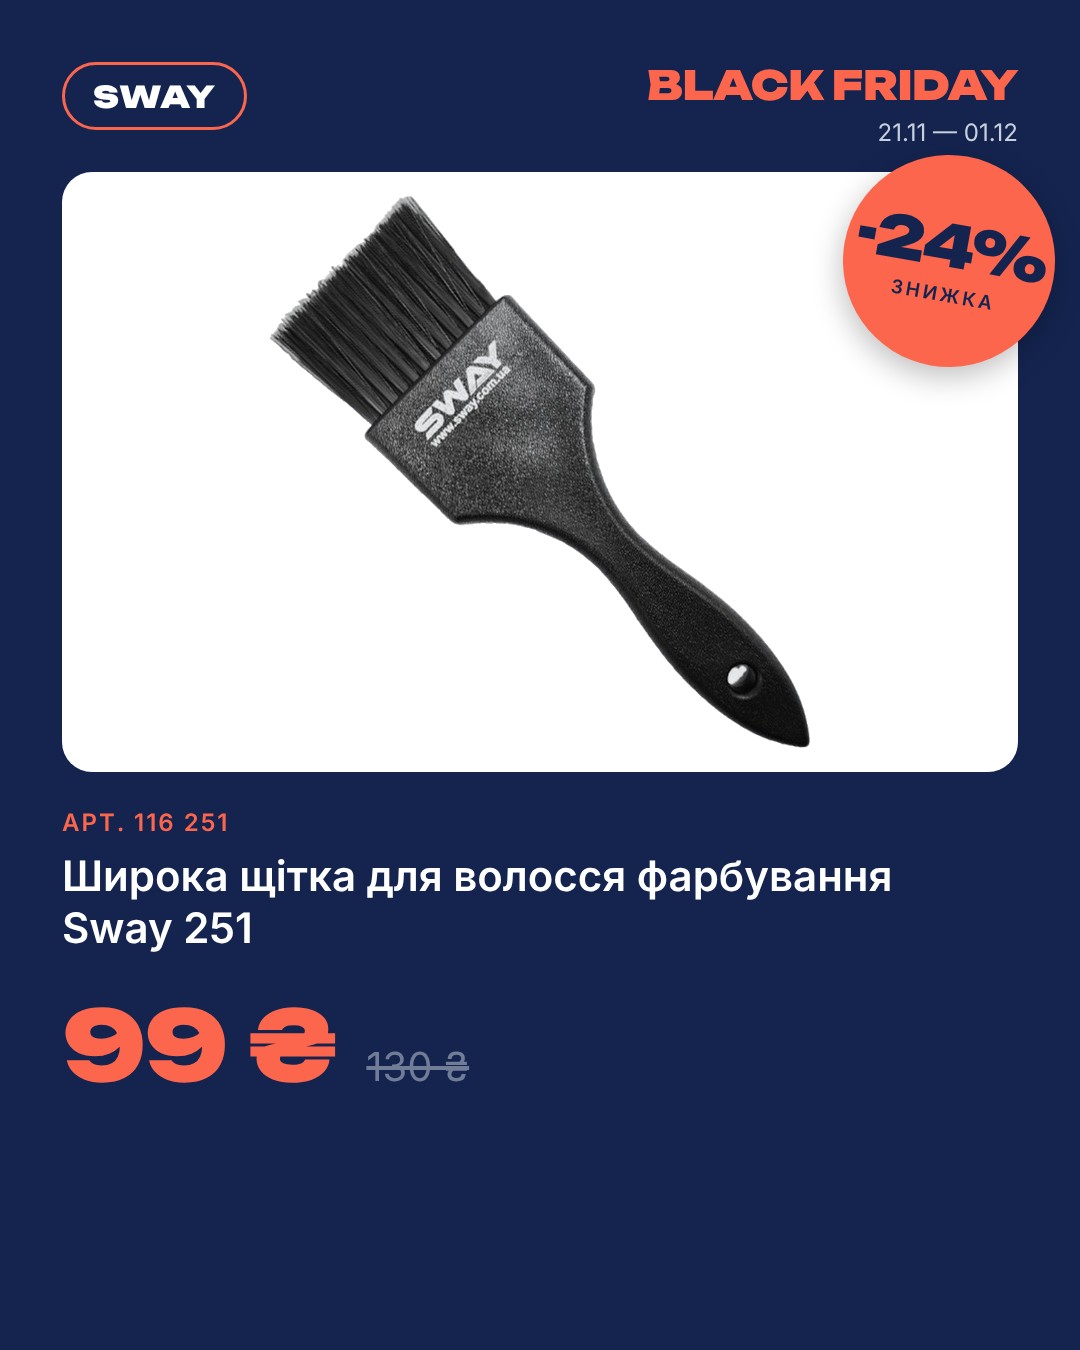 SWAY
BLACK FRIDAY
21.11 — 01.12
-24%
ЗНИЖКА
SWAY
www.sway.com.ua
АРТ. 116 251
Широка щітка для волосся фарбування
Sway 251
99 ₴
130 ₴